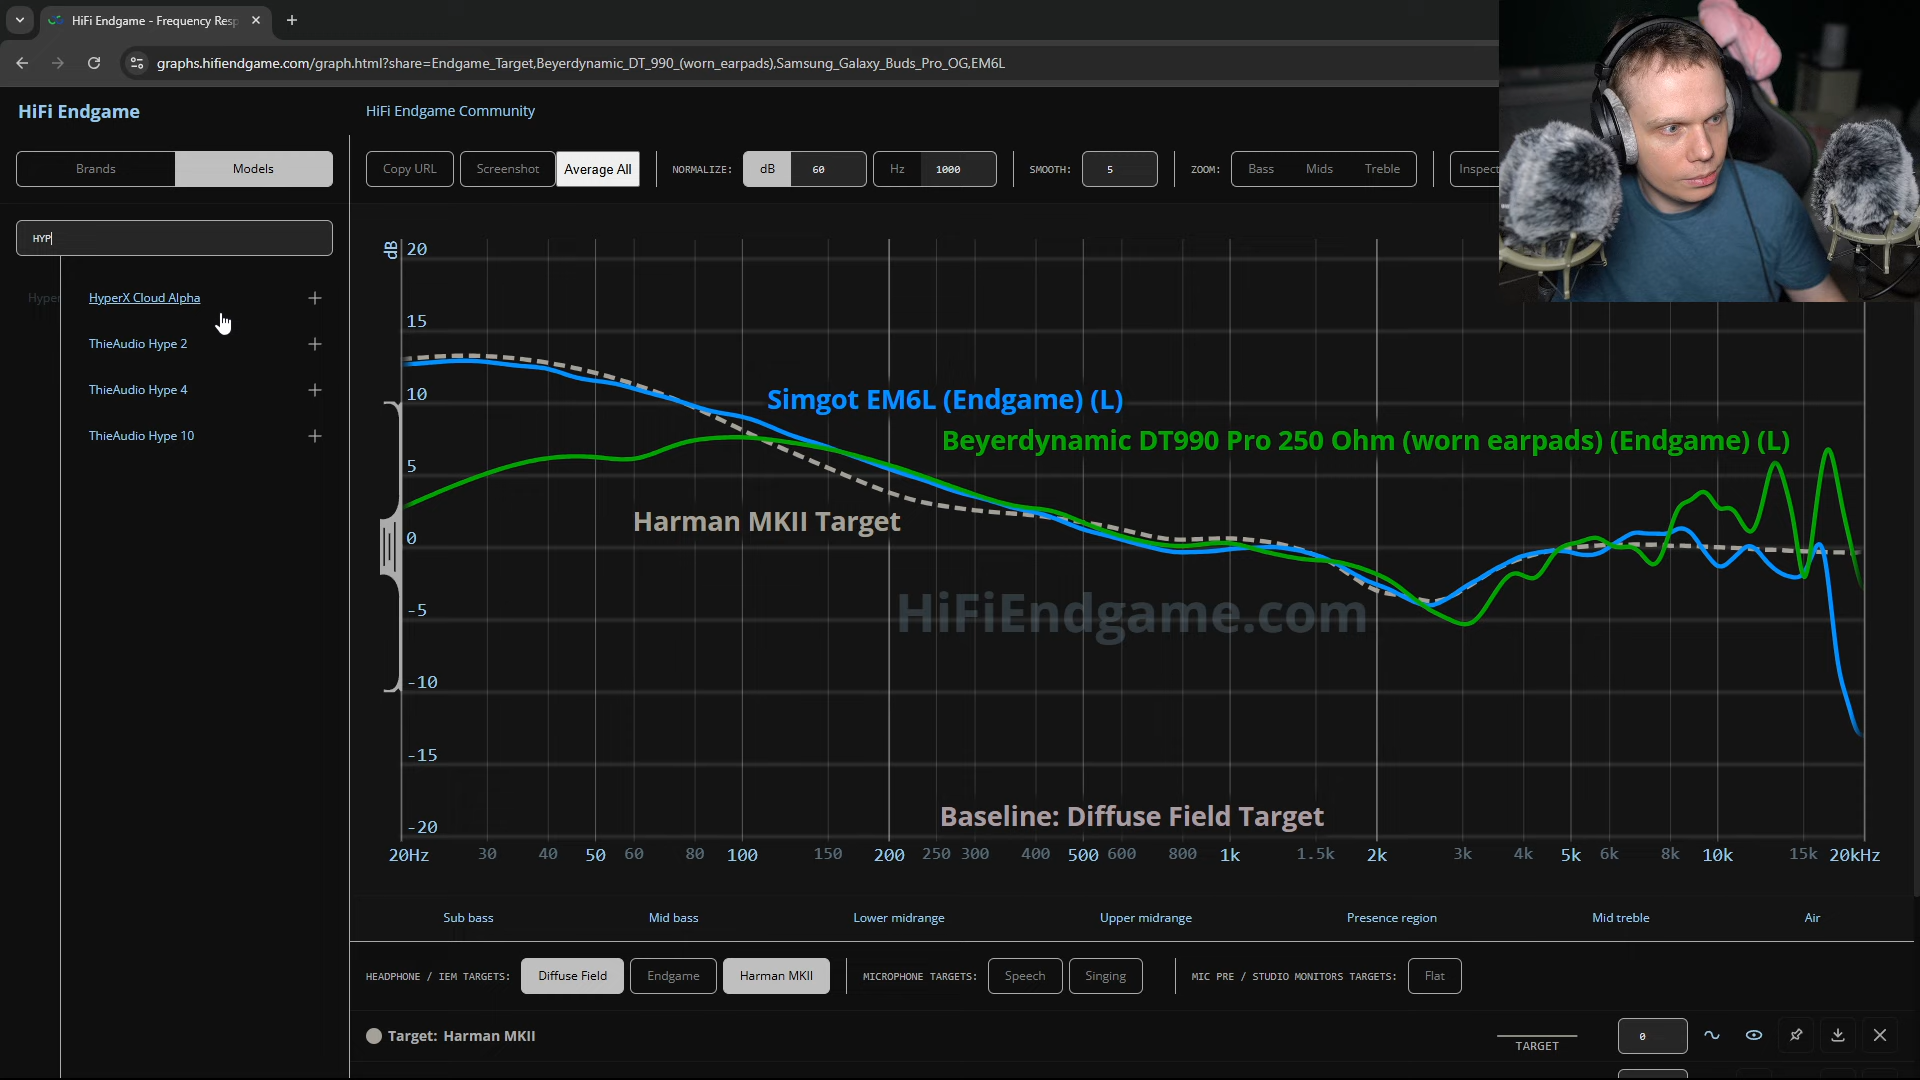 HiFi Endgame - Frequency Resp
graphs.hifiendgame.com/graph.html?share=Endgame_Target,Beyerdynamic_DT_990_(worn_earpads),Samsung_Galaxy_Buds_Pro_OG,EM6L
HiFi Endgame
HiFi Endgame Community
Brands Models
Copy URL Screenshot Average All NORMALIZE: dB 60 Hz 1000 SMOOTH: 5 ZOOM: Bass Mids Treble Inspect
HYP
Hyper
HyperX Cloud Alpha
ThieAudio Hype 2
ThieAudio Hype 4
ThieAudio Hype 10
dB
20
15
10
5
0
-5
-10
-15
-20
Simgot EM6L (Endgame) (L)
Beyerdynamic DT990 Pro 250 Ohm (worn earpads) (Endgame) (L)
Harman MKII Target
HiFiEndgame.com
Baseline: Diffuse Field Target
20Hz 30 40 50 60 80 100 150 200 250 300 400 500 600 800 1k 1.5k 2k 3k 4k 5k 6k 8k 10k 15k 20kHz
Sub bass Mid bass Lower midrange Upper midrange Presence region Mid treble Air
HEADPHONE / IEM TARGETS: Diffuse Field Endgame Harman MKII MICROPHONE TARGETS: Speech Singing MIC PRE / STUDIO MONITORS TARGETS: Flat
Target: Harman MKII
TARGET
0